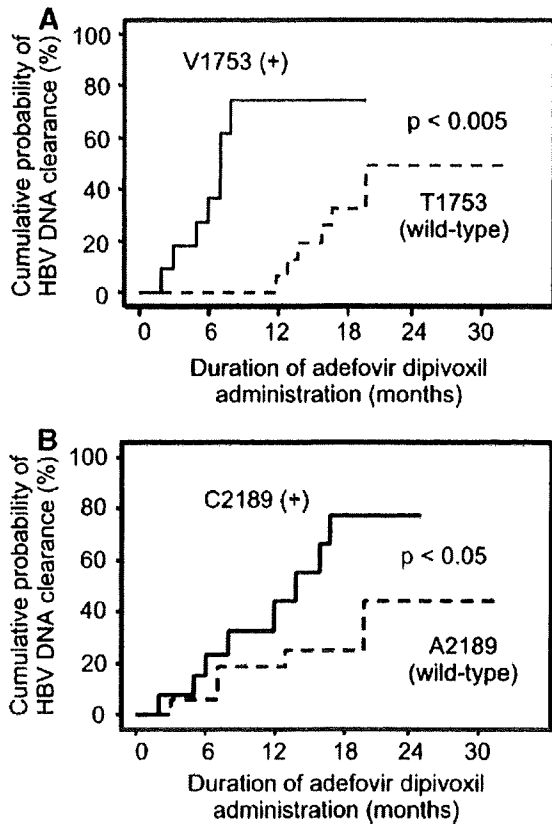 A
Cumulative probability of
HBV DNA clearance (%)
100
80
60
40
20
0
V1753 (+)
p < 0.005
T1753
(wild-type)
0 6 12 18 24 30
Duration of adefovir dipivoxil
administration (months)
B
Cumulative probability of
HBV DNA clearance (%)
100
80
60
40
20
0
C2189 (+)
p < 0.05
A2189
(wild-type)
0 6 12 18 24 30
Duration of adefovir dipivoxil
administration (months)